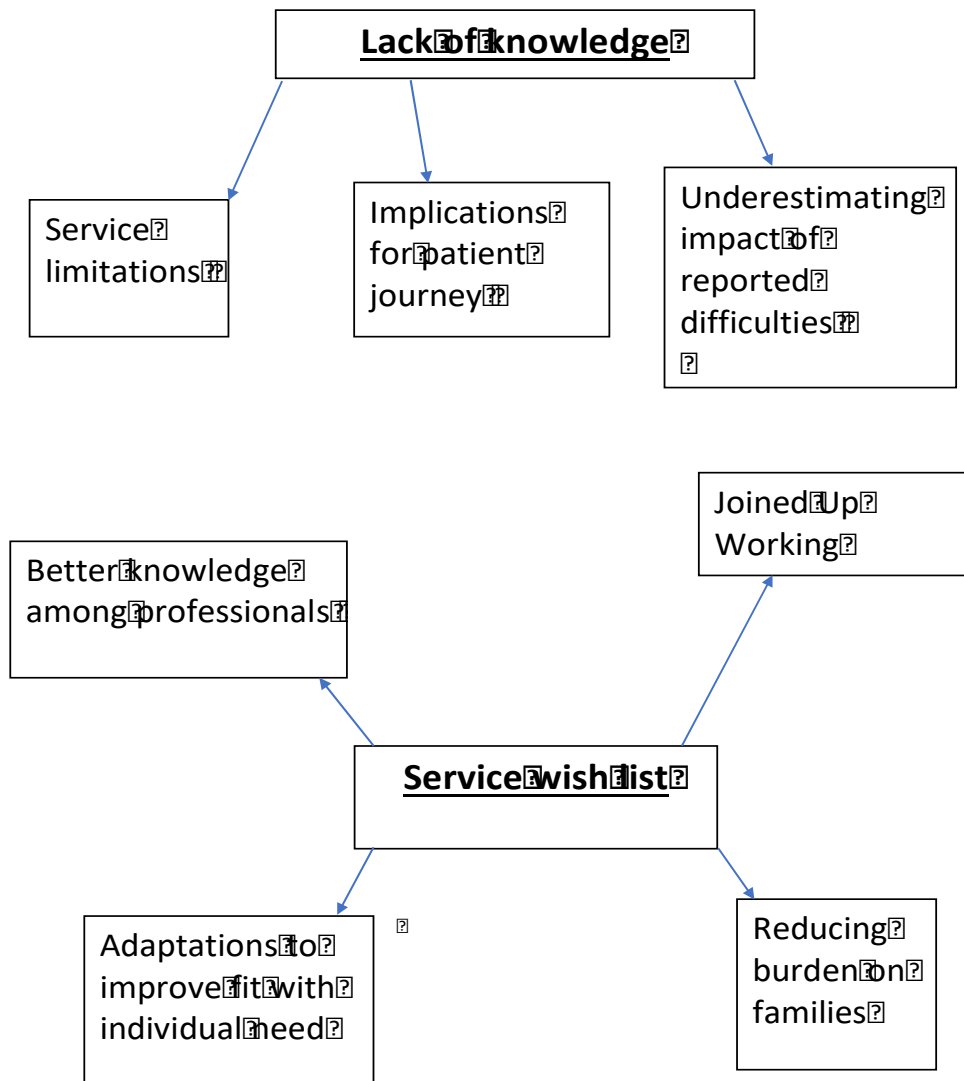 Lack of knowledge
Service
limitations
Implications
for patient
journey
Underestimating
impact of
reported
difficulties
Joined Up
Working
Better knowledge
among professionals
Service wish list
Adaptations to
improve fit with
individual need
Reducing
burden on
families